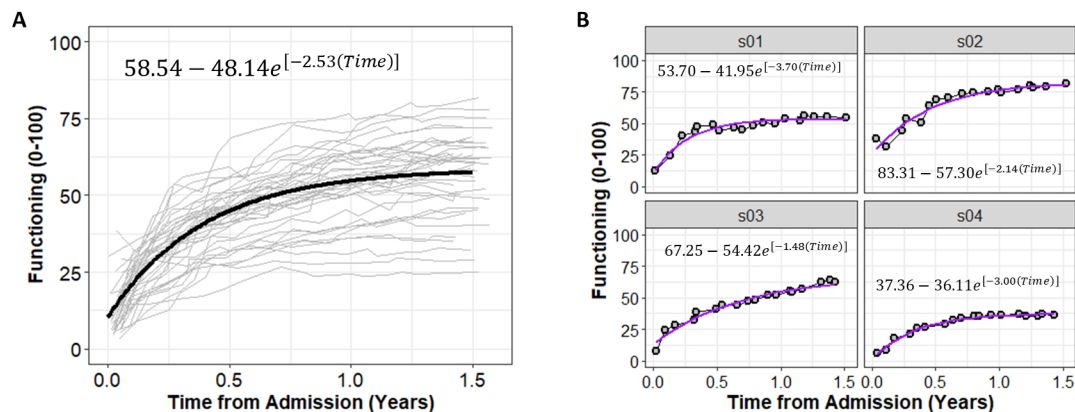 A
Functioning (0-100)
100
75
50
25
0
58.54 − 48.14e^[−2.53(Time)]
0.0 0.5 1.0 1.5
Time from Admission (Years)
B
Functioning (0-100)
s01 s02
100
75
50
25
0
53.70 − 41.95e^[−3.70(Time)]
83.31 − 57.30e^[−2.14(Time)]
s03 s04
100
75
50
25
0
67.25 − 54.42e^[−1.48(Time)]
37.36 − 36.11e^[−3.00(Time)]
0.0 0.5 1.0 1.5 0.0 0.5 1.0 1.5
Time from Admission (Years)